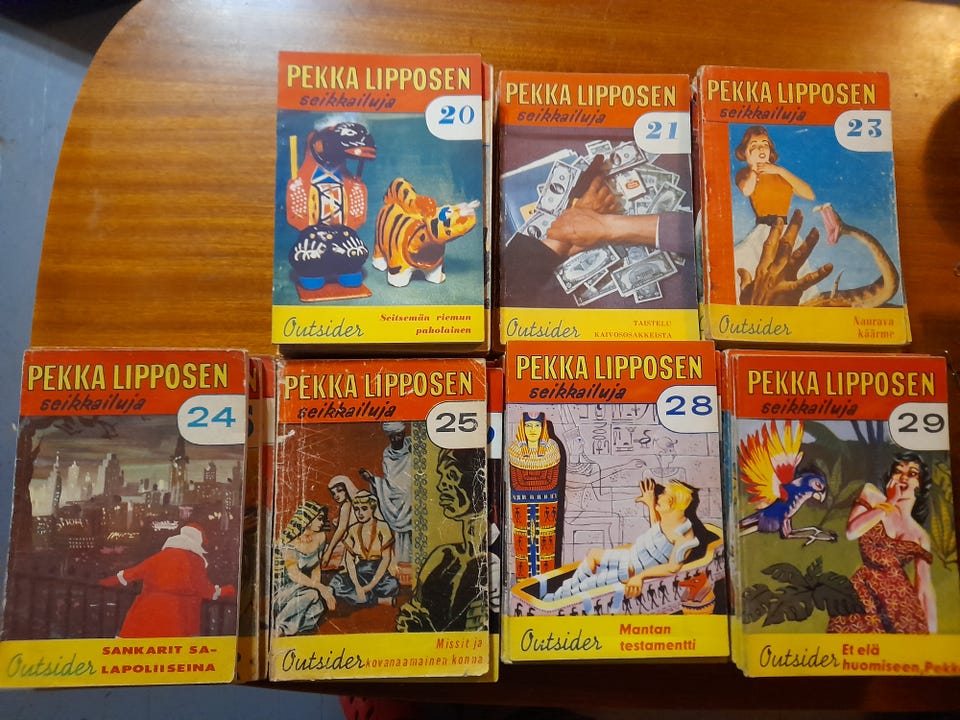 PEKKA LIPPOSEN
seikkailuja
20
Outsider
Seitsemän riemun
pakolainen
PEKKA LIPPOSEN
seikkailuja
21
Outsider
TAISTELU
KAIVOSOSAKKEISTA
PEKKA LIPPOSEN
seikkailuja
23
Outsider
Naurava
käärme
PEKKA LIPPOSEN
seikkailuja
24
Outsider
SANKARIT SA-
LAPOLIISEINA
PEKKA LIPPOSEN
seikkailuja
25
Outsider
Missit ja
kovanaamainen konna
PEKKA LIPPOSEN
seikkailuja
28
Outsider
Mantan
testamentti
PEKKA LIPPOSEN
seikkailuja
29
Outsider
Et elä
huomiseen, Pekka